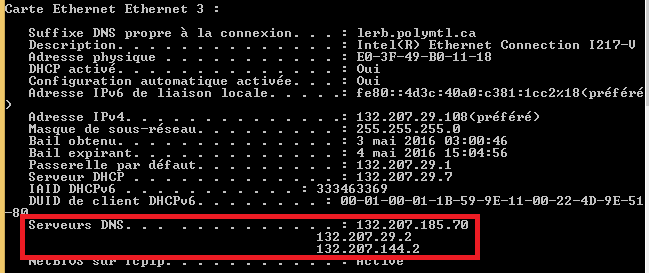 Carte Ethernet Ethernet 3 :
Suffixe DNS propre à la connexion. . . : lerb.polymtl.ca
Description. . . . . . . . . . . . . . : Intel(R) Ethernet Connection I217-V
Adresse physique . . . . . . . . . . . : E0-3F-49-B0-11-18
DHCP activé. . . . . . . . . . . . . . : Oui
Configuration automatique activée. . . : Oui
Adresse IPv6 de liaison locale. . . . .: fe80::4d3c:40a0:c381:1cc2%18(préféré
)
Adresse IPv4. . . . . . . . . . . . . .: 132.207.29.108(préféré)
Masque de sous-réseau. . . . . . . . . : 255.255.255.0
Bail obtenu. . . . . . . . . . . . . . : 3 mai 2016 03:00:46
Bail expirant. . . . . . . . . . . . . : 4 mai 2016 15:04:56
Passerelle par défaut. . . . . . . . . : 132.207.29.1
Serveur DHCP . . . . . . . . . . . . . : 132.207.29.7
IAID DHCPv6 . . . . . . . . . . . : 333463369
DUID de client DHCPv6. . . . . . . . : 00-01-00-01-1B-59-9E-11-00-22-4D-9E-51
-80
Serveurs DNS. . . . . . . . . . . . . : 132.207.185.70
132.207.29.2
132.207.144.2
NetBIOS sur Tcpip. . . . . . . . . . . : Activé